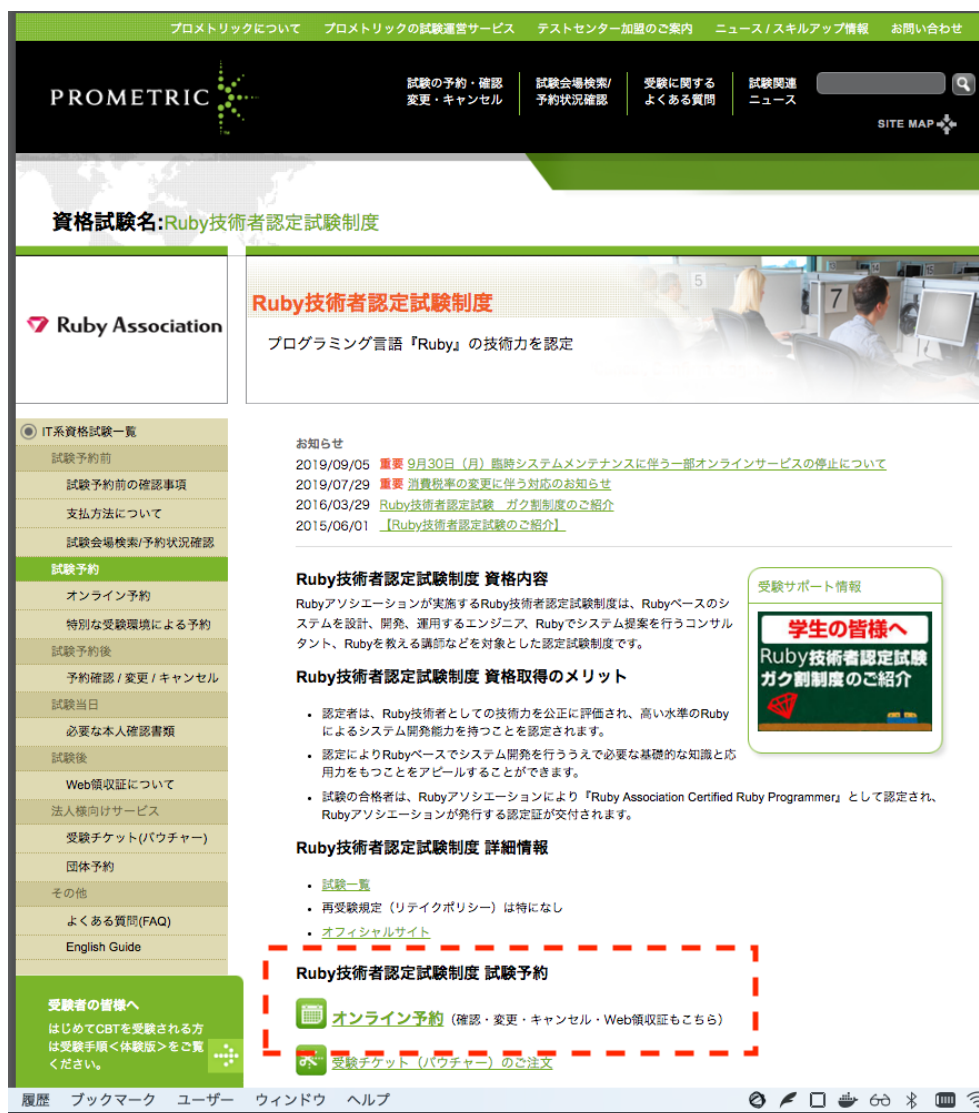 プロメトリックについて プロメトリックの試験運営サービス テストセンター加盟のご案内 ニュース / スキルアップ情報 お問い合わせ
PROMETRIC
試験の予約・確認
変更・キャンセル
試験会場検索/
予約状況確認
受験に関する
よくある質問
試験関連
ニュース
SITE MAP
資格試験名:Ruby技術者認定試験制度
Ruby Association
Ruby技術者認定試験制度
プログラミング言語『Ruby』の技術力を認定
5
7
IT系資格試験一覧
試験予約前
試験予約前の確認事項
支払方法について
試験会場検索/予約状況確認
試験予約
オンライン予約
特別な受験環境による予約
試験予約後
予約確認 / 変更 / キャンセル
試験当日
必要な本人確認書類
試験後
Web領収証について
法人様向けサービス
受験チケット(バウチャー)
団体予約
その他
よくある質問(FAQ)
English Guide
受験者の皆様へ
はじめてCBTを受験される方
は受験手順<体験版>をご覧
ください。
お知らせ
2019/09/05 重要 9月30日（月）臨時システムメンテナンスに伴う一部オンラインサービスの停止について
2019/07/29 重要 消費税率の変更に伴う対応のお知らせ
2016/03/29 Ruby技術者認定試験 ガク割制度のご紹介
2015/06/01 【Ruby技術者認定試験のご紹介】
Ruby技術者認定試験制度 資格内容
Rubyアソシエーションが実施するRuby技術者認定試験制度は、Rubyベースのシ
ステムを設計、開発、運用するエンジニア、Rubyでシステム提案を行うコンサル
タント、Rubyを教える講師などを対象とした認定試験制度です。
受験サポート情報
学生の皆様へ
Ruby技術者認定試験
ガク割制度のご紹介
Ruby技術者認定試験制度 資格取得のメリット
・ 認定者は、Ruby技術者としての技術力を公正に評価され、高い水準のRuby
によるシステム開発能力を持つことを認定されます。
・ 認定によりRubyベースでシステム開発を行ううえで必要な基礎的な知識と応
用力をもつことをアピールすることができます。
・ 試験の合格者は、Rubyアソシエーションにより『Ruby Association Certified Ruby Programmer』として認定され、
Rubyアソシエーションが発行する認定証が交付されます。
Ruby技術者認定試験制度 詳細情報
・ 試験一覧
・ 再受験規定（リテイクポリシー）は特になし
・ オフィシャルサイト
Ruby技術者認定試験制度 試験予約
オンライン予約（確認・変更・キャンセル・Web領収証もこちら）
受験チケット（バウチャー）のご注文
履歴 ブックマーク ユーザー ウィンドウ ヘルプ